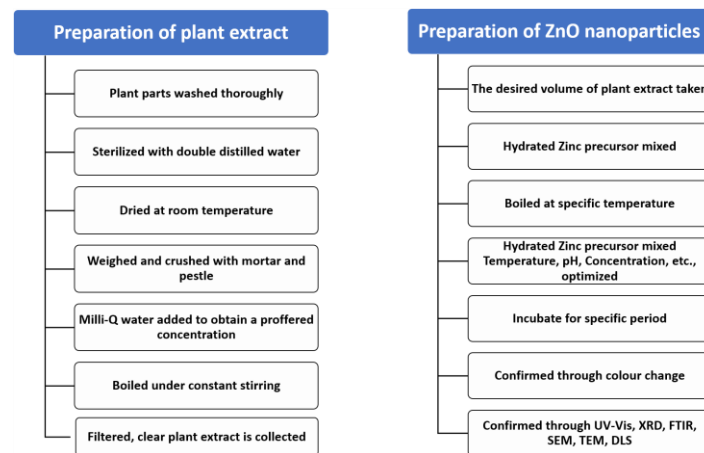 Preparation of plant extract
Plant parts washed thoroughly
Sterilized with double distilled water
Dried at room temperature
Weighed and crushed with mortar and
pestle
Milli-Q water added to obtain a proffered
concentration
Boiled under constant stirring
Filtered, clear plant extract is collected
Preparation of ZnO nanoparticles
The desired volume of plant extract taken
Hydrated Zinc precursor mixed
Boiled at specific temperature
Hydrated Zinc precursor mixed
Temperature, pH, Concentration, etc.,
optimized
Incubate for specific period
Confirmed through colour change
Confirmed through UV-Vis, XRD, FTIR,
SEM, TEM, DLS